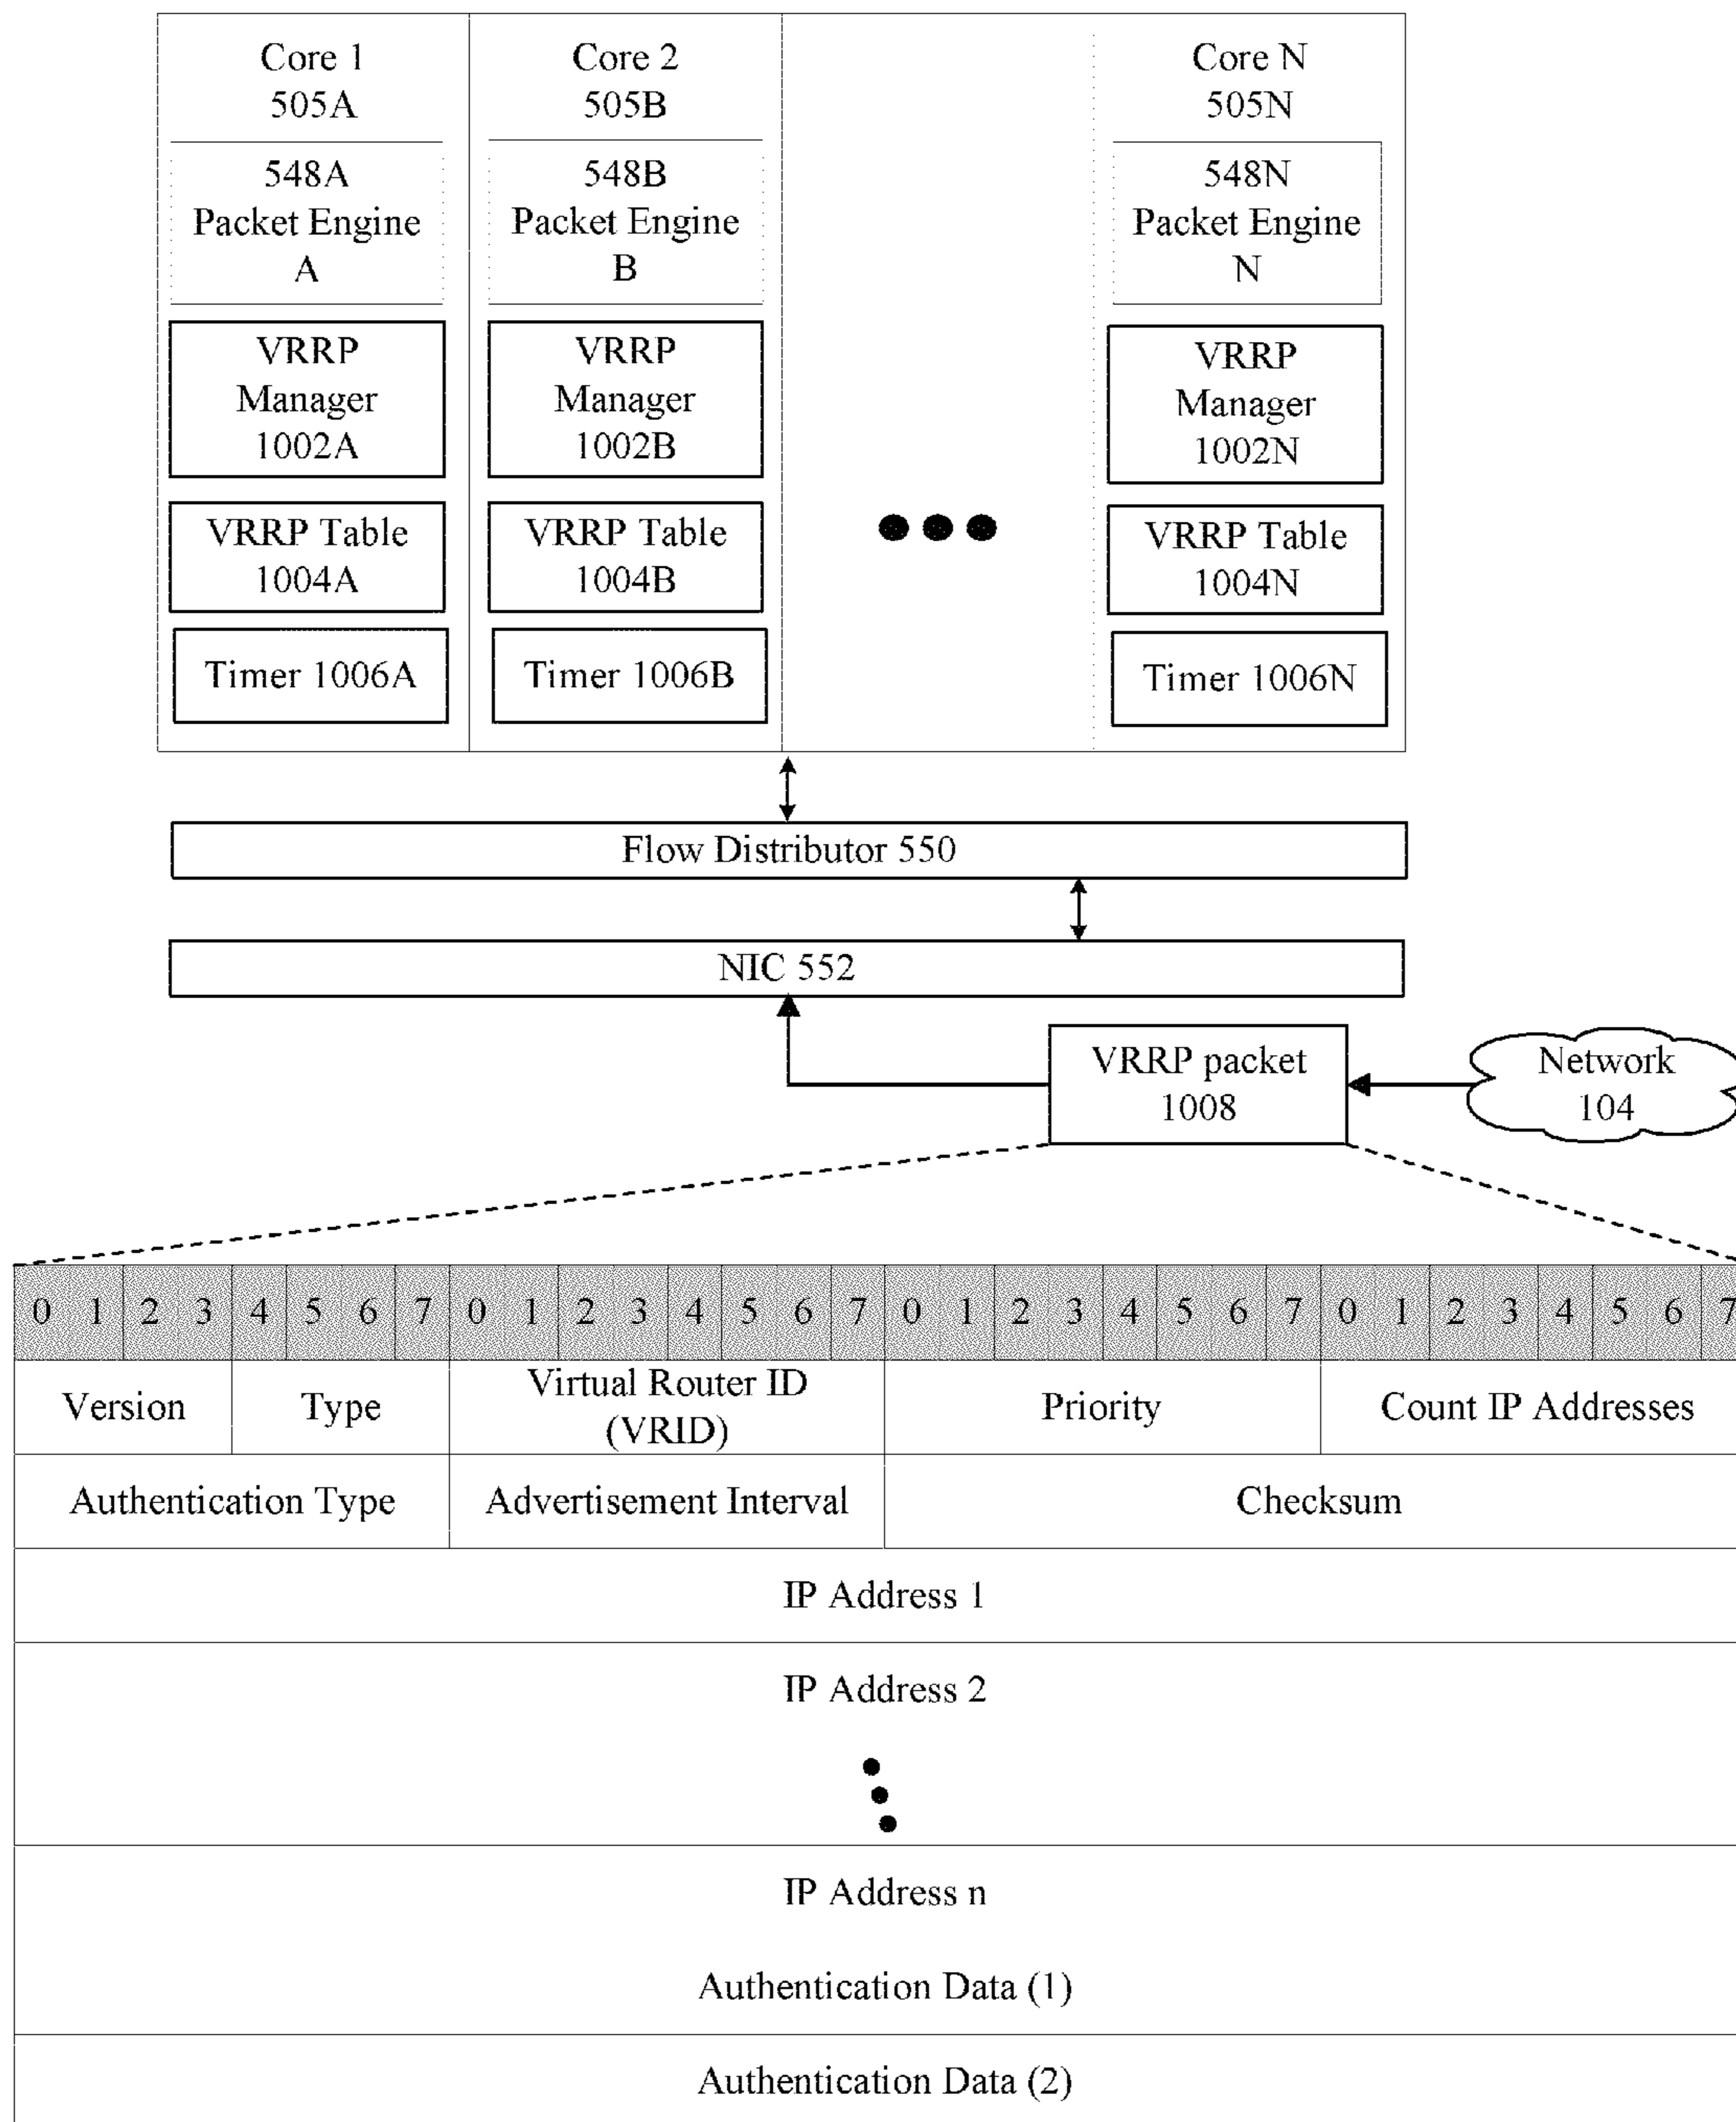 Core 1
505A
548A
Packet Engine
A
VRRP
Manager
1002A
VRRP Table
1004A
Timer 1006A
Core 2
505B
548B
Packet Engine
B
VRRP
Manager
1002B
VRRP Table
1004B
Timer 1006B
Core N
505N
548N
Packet Engine
N
VRRP
Manager
1002N
VRRP Table
1004N
Timer 1006N
Flow Distributor 550
NIC 552
VRRP packet
1008
Network
104
0 1 2 3 4 5 6 7 0 1 2 3 4 5 6 7 0 1 2 3 4 5 6 7 0 1 2 3 4 5 6 7
Version
Type
Virtual Router ID
(VRID)
Priority
Count IP Addresses
Authentication Type
Advertisement Interval
Checksum
IP Address 1
IP Address 2
IP Address n
Authentication Data (1)
Authentication Data (2)